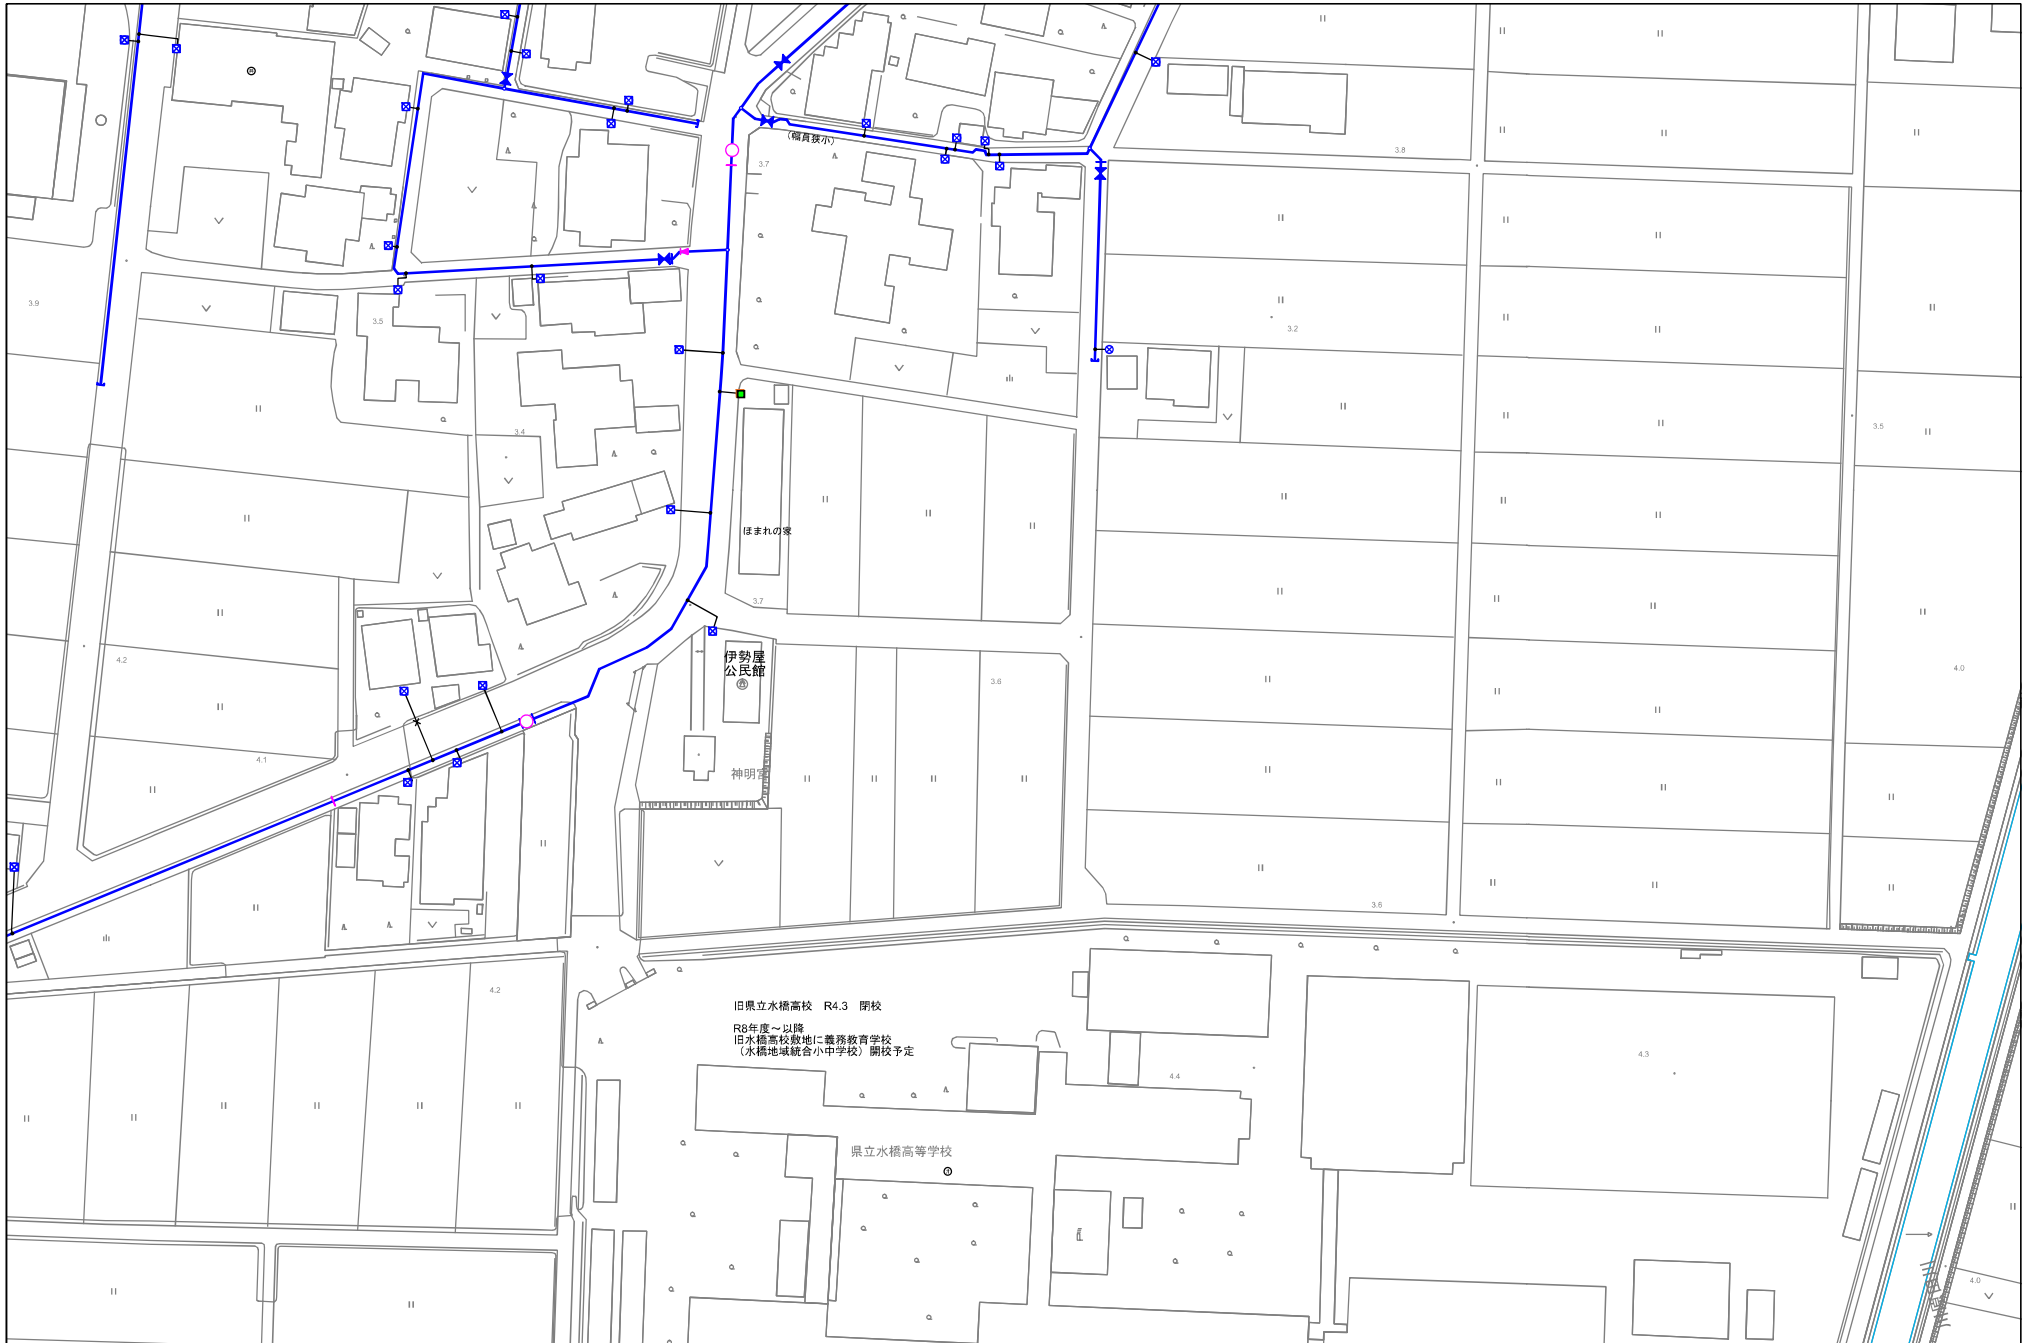 (幅員狭小)
3.7
3.8
3.9
3.5
3.2
3.4
3.5
ほまれの家
3.7
伊勢屋
公民館
4.2
3.6
4.0
4.1
神明宮
3.6
4.2
旧県立水橋高校 R4.3 閉校
R8年度~以降
旧水橋高校敷地に義務教育学校
(水橋地域統合小中学校)開校予定
4.3
4.4
県立水橋高等学校
4.0